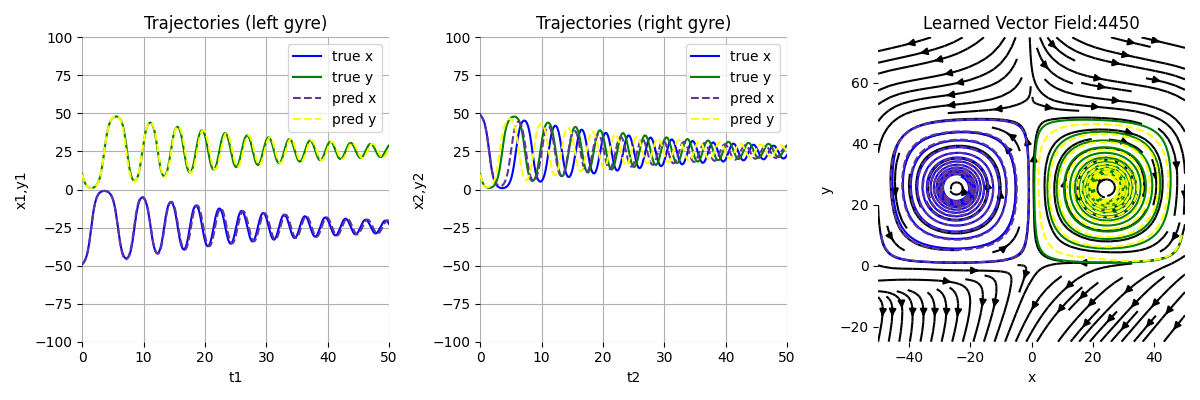 Trajectories (left gyre)
100
75
50
25
0
−25
−50
−75
−100
x1,y1
0 10 20 30 40 50
t1
true x
true y
pred x
pred y
Trajectories (right gyre)
100
75
50
25
0
−25
−50
−75
−100
x2,y2
0 10 20 30 40 50
t2
true x
true y
pred x
pred y
Learned Vector Field:4450
60
40
20
0
−20
y
−40 −20 0 20 40
x